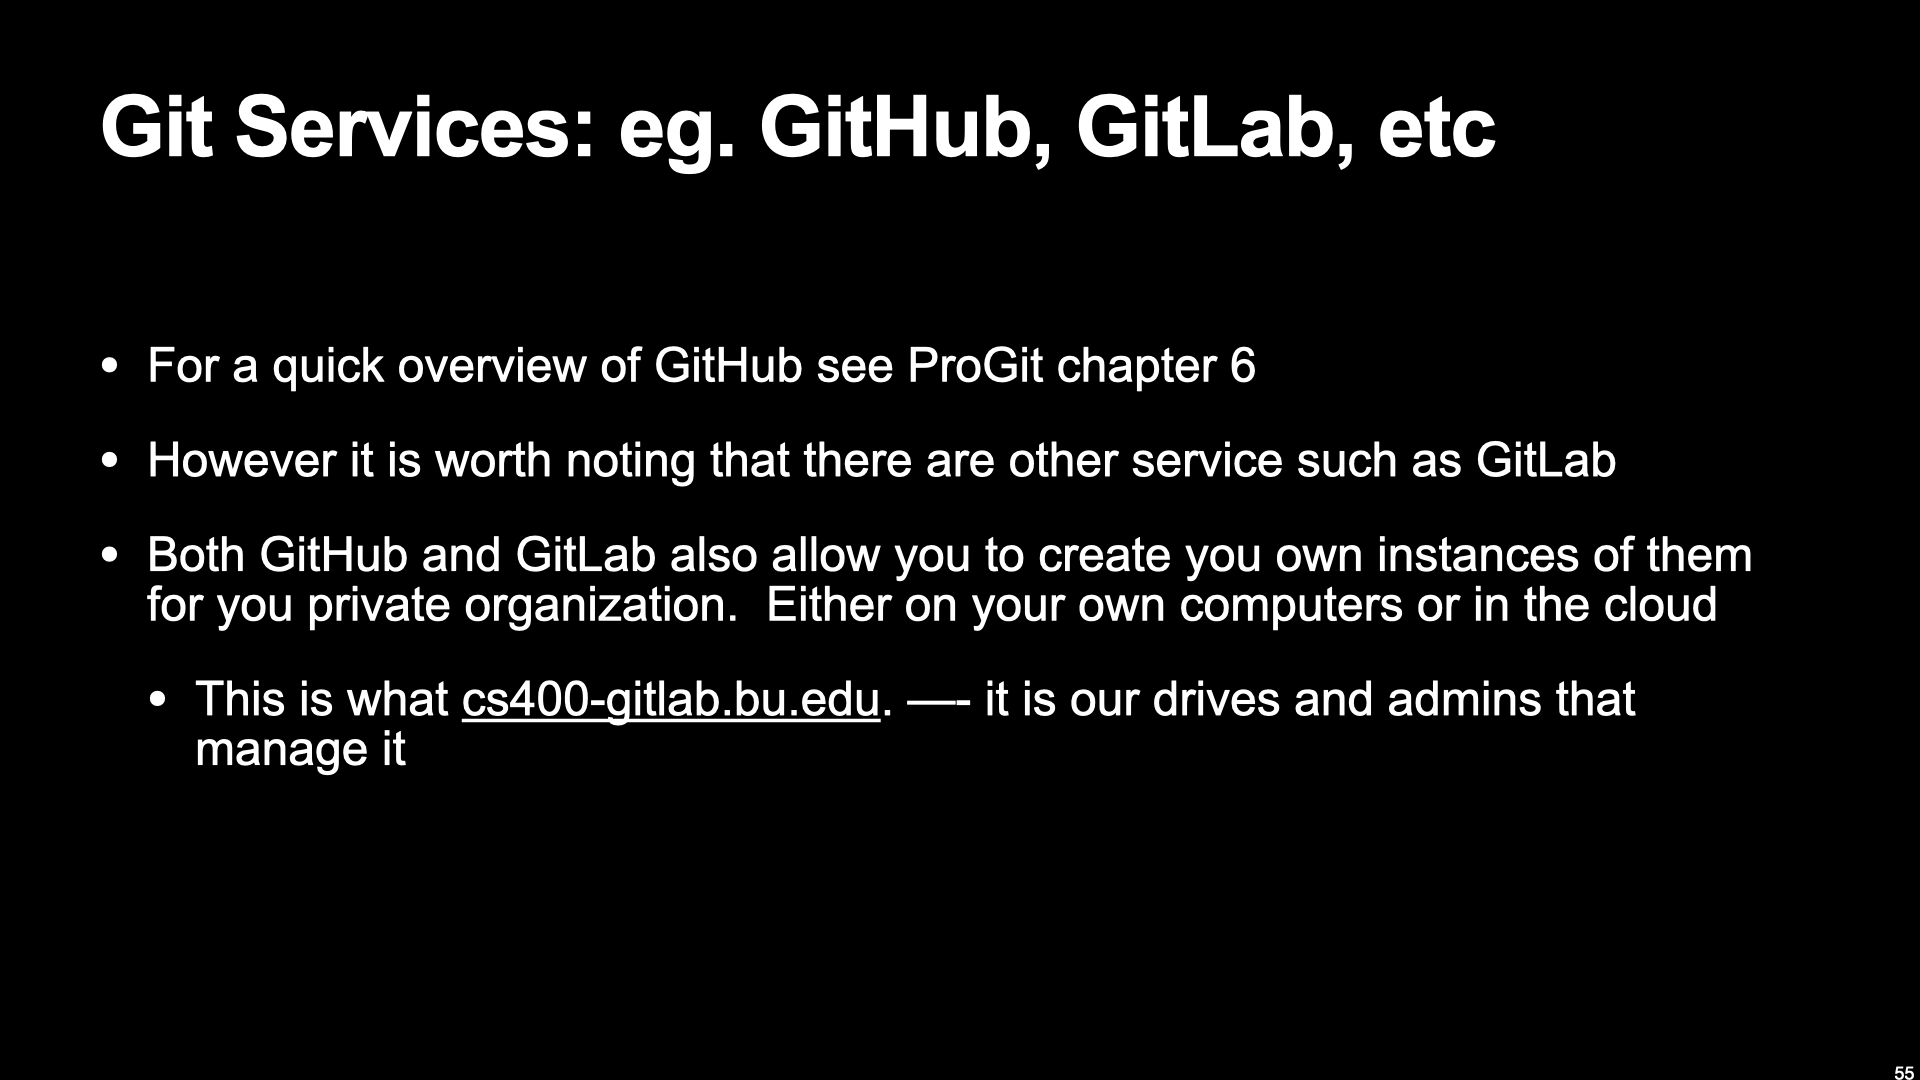 Git Services: eg. GitHub, GitLab, etc
• For a quick overview of GitHub see ProGit chapter 6
• However it is worth noting that there are other service such as GitLab
• Both GitHub and GitLab also allow you to create you own instances of them
for you private organization.  Either on your own computers or in the cloud
• This is what cs400-gitlab.bu.edu. —- it is our drives and admins that
manage it
55